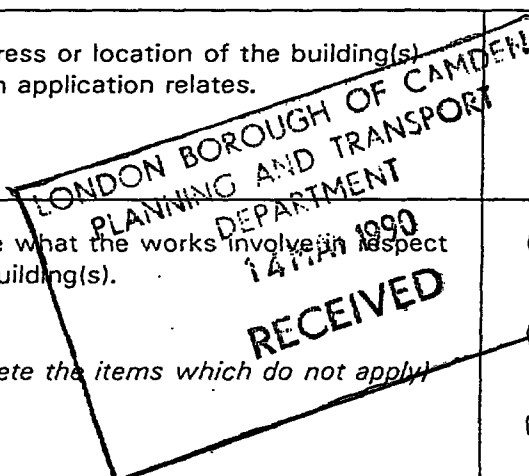 ress or location of the building(s)
n application relates.
LONDON BOROUGH OF CAMDEN
PLANNING AND TRANSPORT
DEPARTMENT
14 1990
RECEIVED
e what the works involve in respect
uilding(s).
ete the items which do not apply)